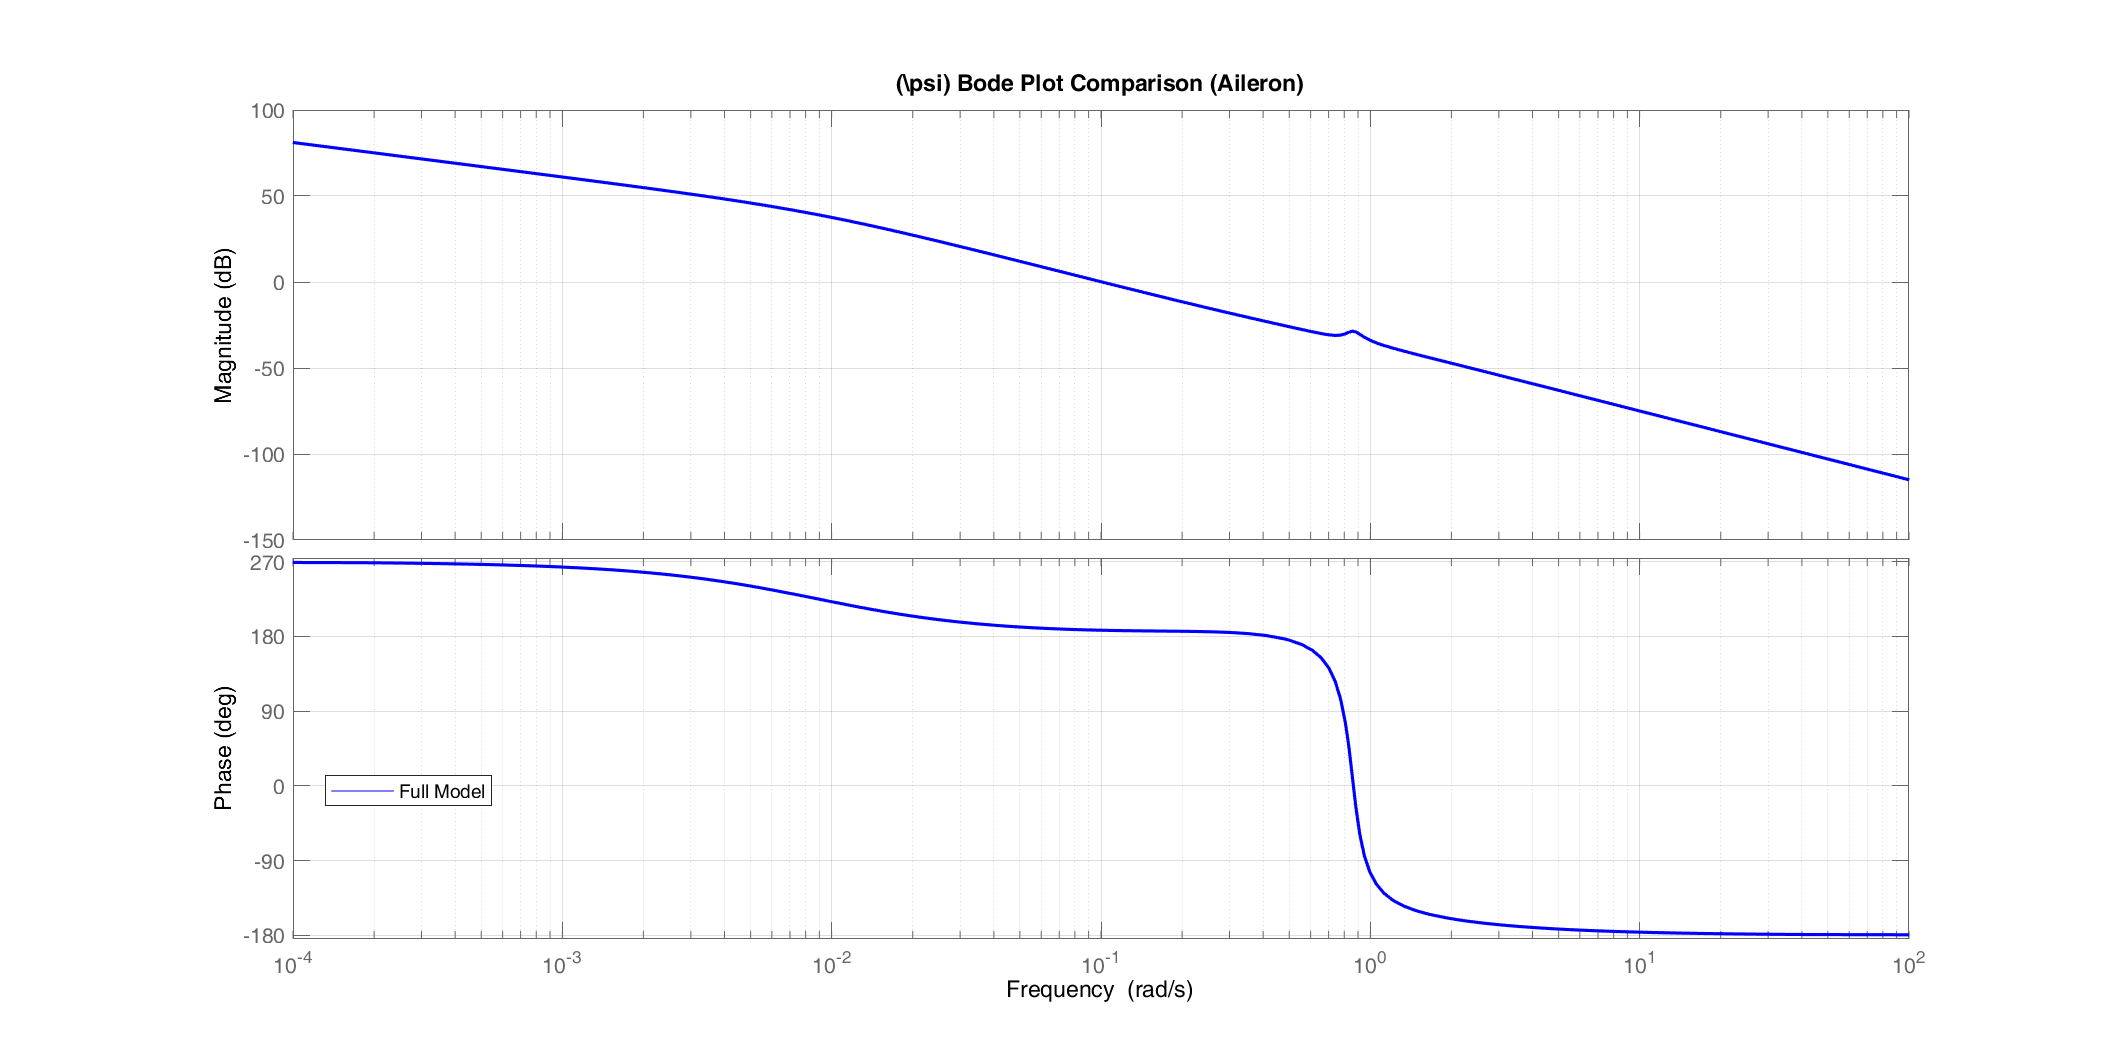 (\psi) Bode Plot Comparison (Aileron)
100
50
0
-50
-100
-150
Magnitude (dB)
270
180
90
0
-90
-180
Phase (deg)
Full Model
10^-4 10^-3 10^-2 10^-1 10^0 10^1 10^2
Frequency (rad/s)